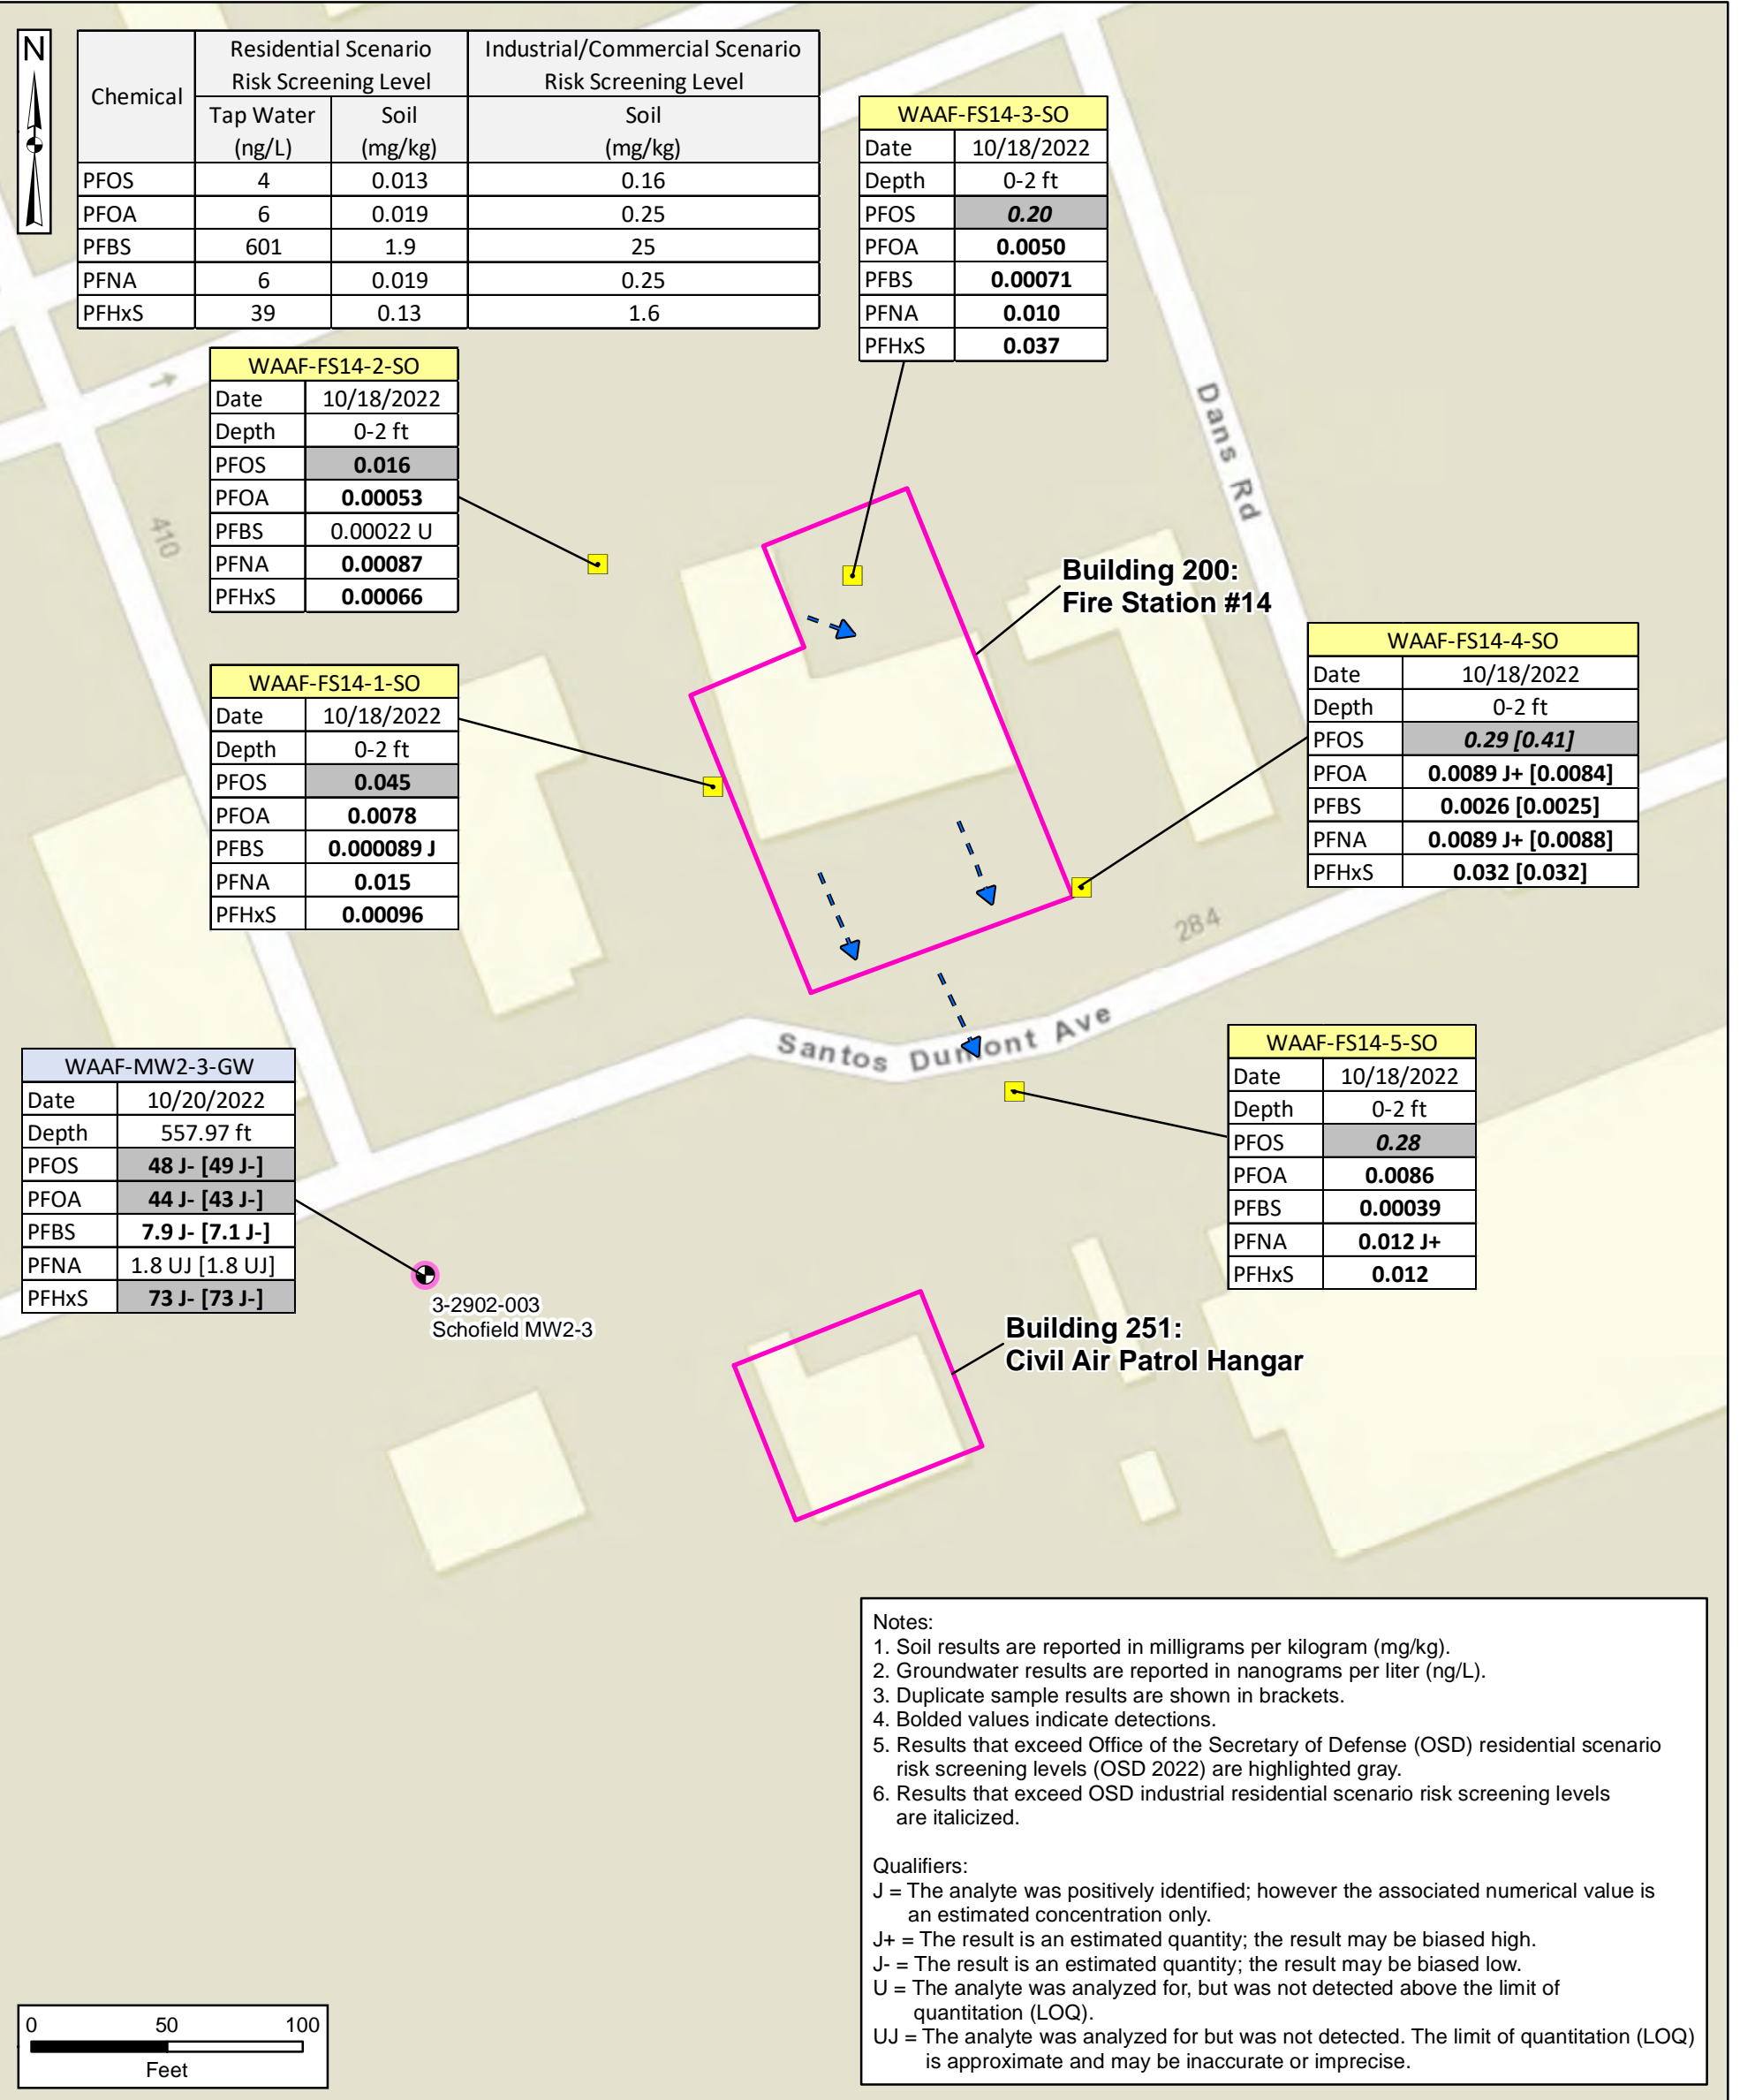 N
Chemical
Residential Scenario
Risk Screening Level
Industrial/Commercial Scenario
Risk Screening Level
Tap Water
(ng/L)
Soil
(mg/kg)
Soil
(mg/kg)
PFOS 4 0.013 0.16
PFOA 6 0.019 0.25
PFBS 601 1.9 25
PFNA 6 0.019 0.25
PFHxS 39 0.13 1.6
WAAF-FS14-3-SO
Date 10/18/2022
Depth 0-2 ft
PFOS 0.20
PFOA 0.0050
PFBS 0.00071
PFNA 0.010
PFHxS 0.037
WAAF-FS14-2-SO
Date 10/18/2022
Depth 0-2 ft
PFOS 0.016
PFOA 0.00053
PFBS 0.00022 U
PFNA 0.00087
PFHxS 0.00066
Dans Rd
410
Building 200:
Fire Station #14
WAAF-FS14-4-SO
Date 10/18/2022
Depth 0-2 ft
PFOS 0.29 [0.41]
PFOA 0.0089 J+ [0.0084]
PFBS 0.0026 [0.0025]
PFNA 0.0089 J+ [0.0088]
PFHxS 0.032 [0.032]
WAAF-FS14-1-SO
Date 10/18/2022
Depth 0-2 ft
PFOS 0.045
PFOA 0.0078
PFBS 0.000089 J
PFNA 0.015
PFHxS 0.00096
284
Santos Dumont Ave
WAAF-FS14-5-SO
Date 10/18/2022
Depth 0-2 ft
PFOS 0.28
PFOA 0.0086
PFBS 0.00039
PFNA 0.012 J+
PFHxS 0.012
WAAF-MW2-3-GW
Date 10/20/2022
Depth 557.97 ft
PFOS 48 J- [49 J-]
PFOA 44 J- [43 J-]
PFBS 7.9 J- [7.1 J-]
PFNA 1.8 UJ [1.8 UJ]
PFHxS 73 J- [73 J-]
3-2902-003
Schofield MW2-3
Building 251:
Civil Air Patrol Hangar
Notes:
1. Soil results are reported in milligrams per kilogram (mg/kg).
2. Groundwater results are reported in nanograms per liter (ng/L).
3. Duplicate sample results are shown in brackets.
4. Bolded values indicate detections.
5. Results that exceed Office of the Secretary of Defense (OSD) residential scenario
risk screening levels (OSD 2022) are highlighted gray.
6. Results that exceed OSD industrial residential scenario risk screening levels
are italicized.
Qualifiers:
J = The analyte was positively identified; however the associated numerical value is
an estimated concentration only.
J+ = The result is an estimated quantity; the result may be biased high.
J- = The result is an estimated quantity; the result may be biased low.
U = The analyte was analyzed for, but was not detected above the limit of
quantitation (LOQ).
UJ = The analyte was analyzed for but was not detected. The limit of quantitation (LOQ)
is approximate and may be inaccurate or imprecise.
0 50 100
Feet